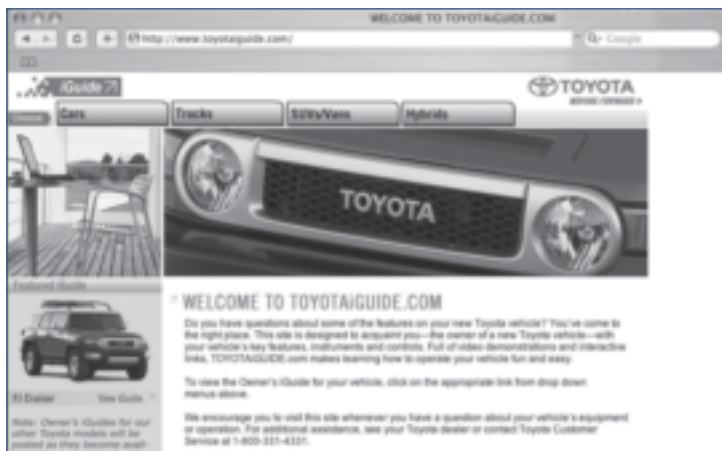 WELCOME TO TOYOTAiGUIDE.COM
http://www.toyotaiguide.com/
Google
iGuide
TOYOTA
Cars
Trucks
SUVs/Vans
Hybrids
TOYOTA
Featured iGuide
FJ Cruiser
View Guide
Note: Owner's iGuides for our
other Toyota models will be
posted as they become avail-
WELCOME TO TOYOTAiGUIDE.COM
Do you have questions about some of the features on your new Toyota vehicle? You've come to
the right place. This site is designed to acquaint you—the owner of a new Toyota vehicle—with
your vehicle's key features, instruments and controls. Full of video demonstrations and interactive
links, TOYOTAiGUIDE.com makes learning how to operate your vehicle fun and easy.
To view the Owner's iGuide for your vehicle, click on the appropriate link from drop down
menus above.
We encourage you to visit this site whenever you have a question about your vehicle's equipment
or operation. For additional assistance, see your Toyota dealer or contact Toyota Customer
Service at 1-800-331-4331.